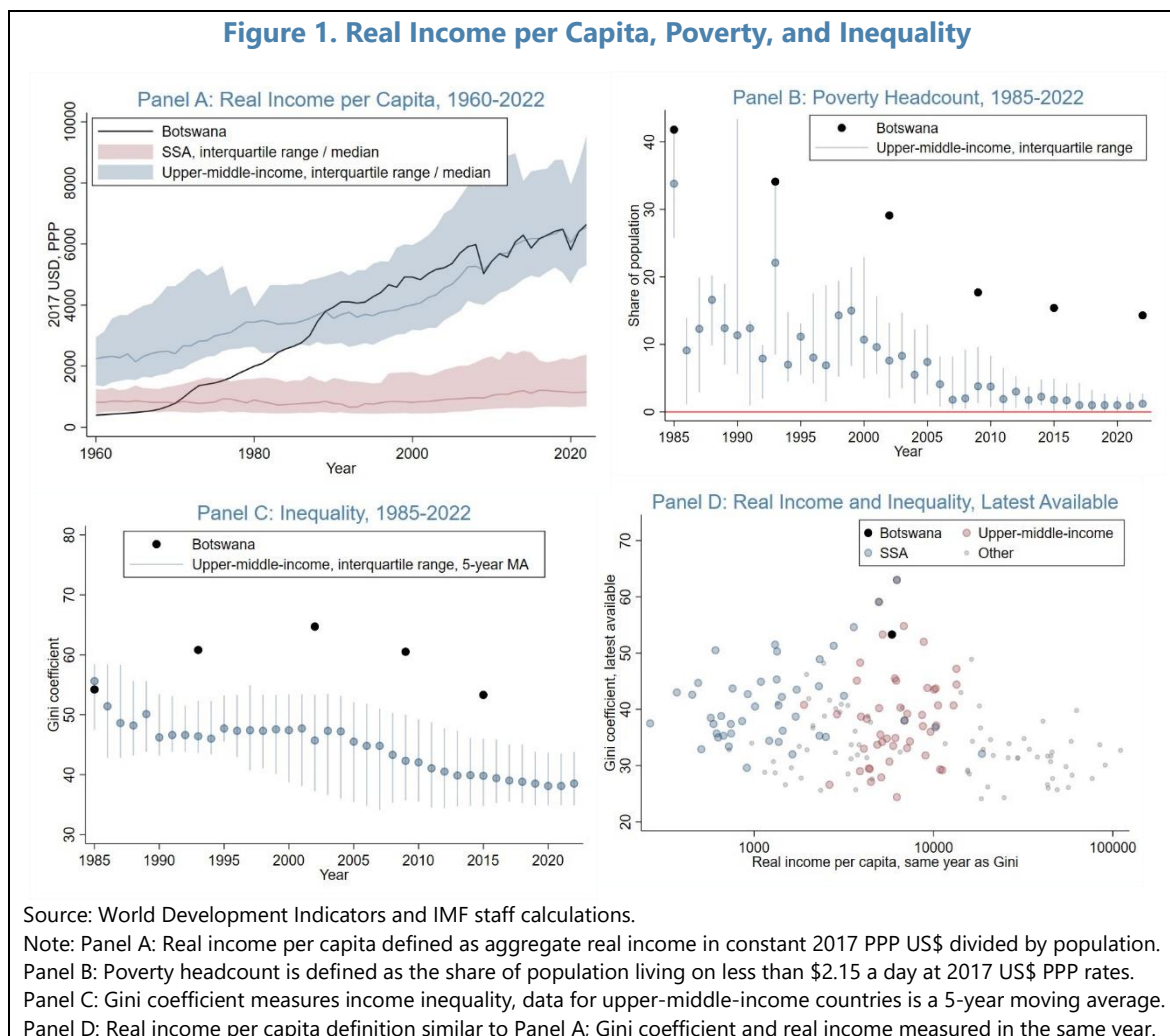 Figure 1. Real Income per Capita, Poverty, and Inequality
Panel A: Real Income per Capita, 1960-2022
Botswana
SSA, interquartile range / median
Upper-middle-income, interquartile range / median
2017 USD, PPP
10000
8000
6000
4000
2000
0
1960
1980
2000
2020
Year
Panel B: Poverty Headcount, 1985-2022
Botswana
Upper-middle-income, interquartile range
Share of population
40
30
20
10
0
1985
1990
1995
2000
2005
2010
2015
2020
Year
Panel C: Inequality, 1985-2022
Botswana
Upper-middle-income, interquartile range, 5-year MA
Gini coefficient
80
70
60
50
40
30
1985
1990
1995
2000
2005
2010
2015
2020
Year
Panel D: Real Income and Inequality, Latest Available
Botswana
Upper-middle-income
SSA
Other
Gini coefficient, latest available
70
60
50
40
30
20
1000
10000
100000
Real income per capita, same year as Gini
Source: World Development Indicators and IMF staff calculations.
Note: Panel A: Real income per capita defined as aggregate real income in constant 2017 PPP US$ divided by population.
Panel B: Poverty headcount is defined as the share of population living on less than $2.15 a day at 2017 US$ PPP rates.
Panel C: Gini coefficient measures income inequality, data for upper-middle-income countries is a 5-year moving average.
Panel D: Real income per capita definition similar to Panel A; Gini coefficient and real income measured in the same year.